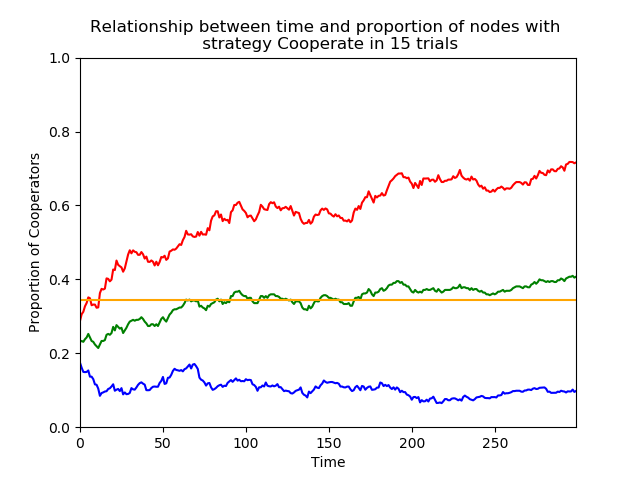 Relationship between time and proportion of nodes with
strategy Cooperate in 15 trials
1.0
0.8
0.6
0.4
0.2
0.0
Proportion of Cooperators
0 50 100 150 200 250
Time